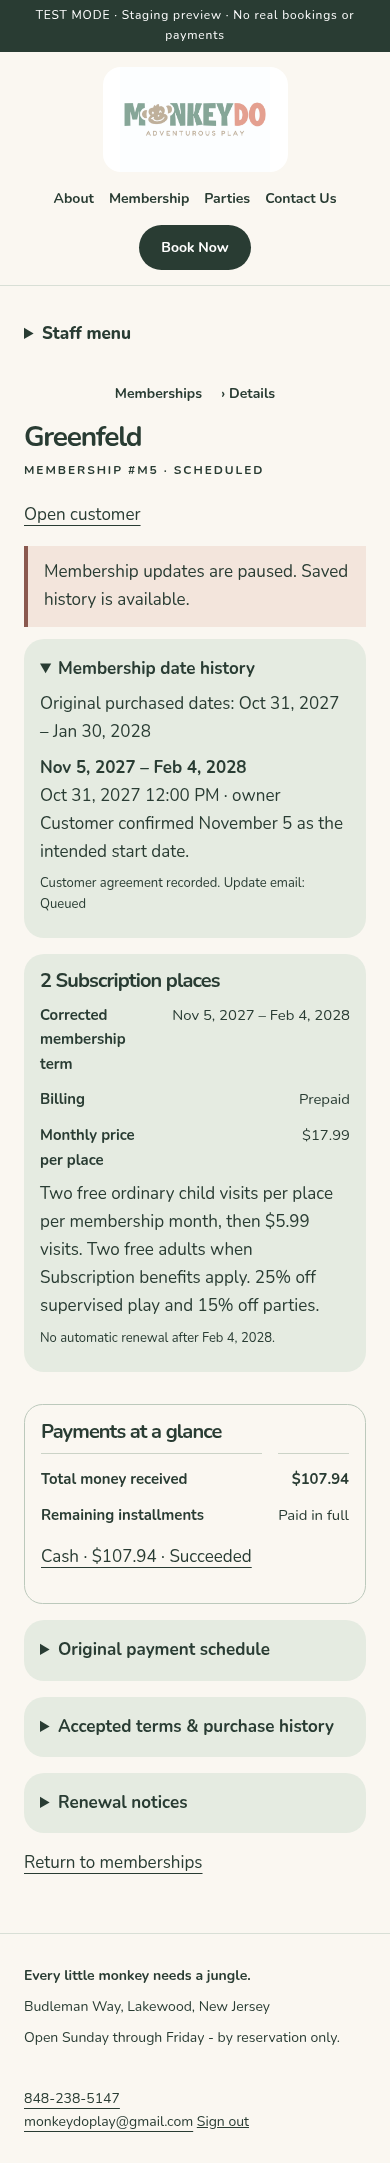 TEST MODE · Staging preview · No real bookings or
payments
MONKEYDO
ADVENTUROUS PLAY
About Membership Parties Contact Us
Book Now
Staff menu
Memberships › Details
Greenfeld
MEMBERSHIP #M5 · SCHEDULED
Open customer
Membership updates are paused. Saved
history is available.
Membership date history
Original purchased dates: Oct 31, 2027
– Jan 30, 2028
Nov 5, 2027 – Feb 4, 2028
Oct 31, 2027 12:00 PM · owner
Customer confirmed November 5 as the
intended start date.
Customer agreement recorded. Update email:
Queued
2 Subscription places
Corrected
membership
term
Nov 5, 2027 – Feb 4, 2028
Billing Prepaid
Monthly price
per place
$17.99
Two free ordinary child visits per place
per membership month, then $5.99
visits. Two free adults when
Subscription benefits apply. 25% off
supervised play and 15% off parties.
No automatic renewal after Feb 4, 2028.
Payments at a glance
Total money received $107.94
Remaining installments Paid in full
Cash · $107.94 · Succeeded
Original payment schedule
Accepted terms & purchase history
Renewal notices
Return to memberships
Every little monkey needs a jungle.
Budleman Way, Lakewood, New Jersey
Open Sunday through Friday - by reservation only.
848-238-5147
monkeydoplay@gmail.com Sign out